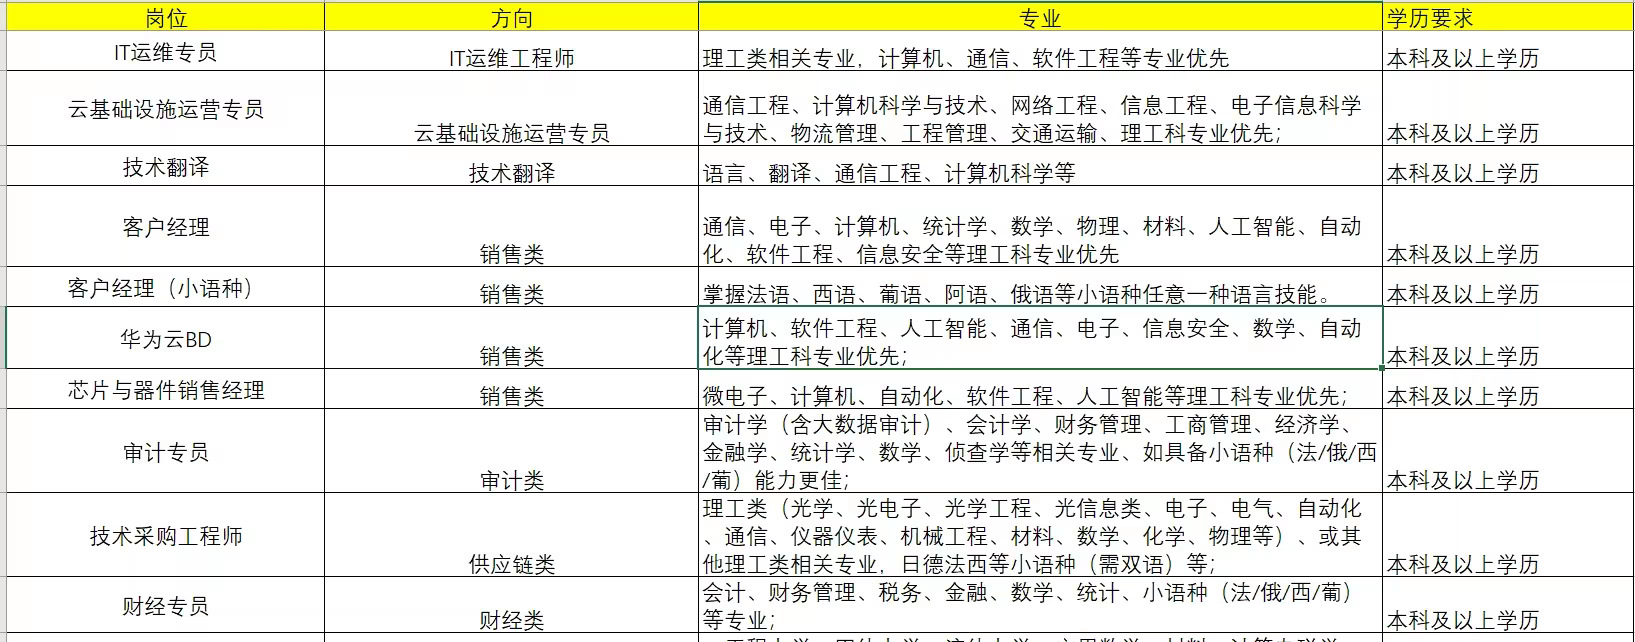 岗位 方向 专业 学历要求
IT运维专员 IT运维工程师 理工类相关专业，计算机、通信、软件工程等专业优先 本科及以上学历
云基础设施运营专员 云基础设施运营专员 通信工程、计算机科学与技术、网络工程、信息工程、电子信息科学
与技术、物流管理、工程管理、交通运输、理工科专业优先； 本科及以上学历
技术翻译 技术翻译 语言、翻译、通信工程、计算机科学等 本科及以上学历
客户经理 销售类 通信、电子、计算机、统计学、数学、物理、材料、人工智能、自动
化、软件工程、信息安全等理工科专业优先 本科及以上学历
客户经理（小语种） 销售类 掌握法语、西语、葡语、阿语、俄语等小语种任意一种语言技能。 本科及以上学历
华为云BD 销售类 计算机、软件工程、人工智能、通信、电子、信息安全、数学、自动
化等理工科专业优先； 本科及以上学历
芯片与器件销售经理 销售类 微电子、计算机、自动化、软件工程、人工智能等理工科专业优先； 本科及以上学历
审计专员 审计类 审计学（含大数据审计）、会计学、财务管理、工商管理、经济学、
金融学、统计学、数学、侦查学等相关专业、如具备小语种（法/俄/西
/葡）能力更佳； 本科及以上学历
技术采购工程师 供应链类 理工类（光学、光电子、光学工程、光信息类、电子、电气、自动化
、通信、仪器仪表、机械工程、材料、数学、化学、物理等）、或其
他理工类相关专业，日德法西等小语种（需双语）等； 本科及以上学历
财经专员 财经类 会计、财务管理、税务、金融、数学、统计、小语种（法/俄/西/葡）
等专业； 本科及以上学历